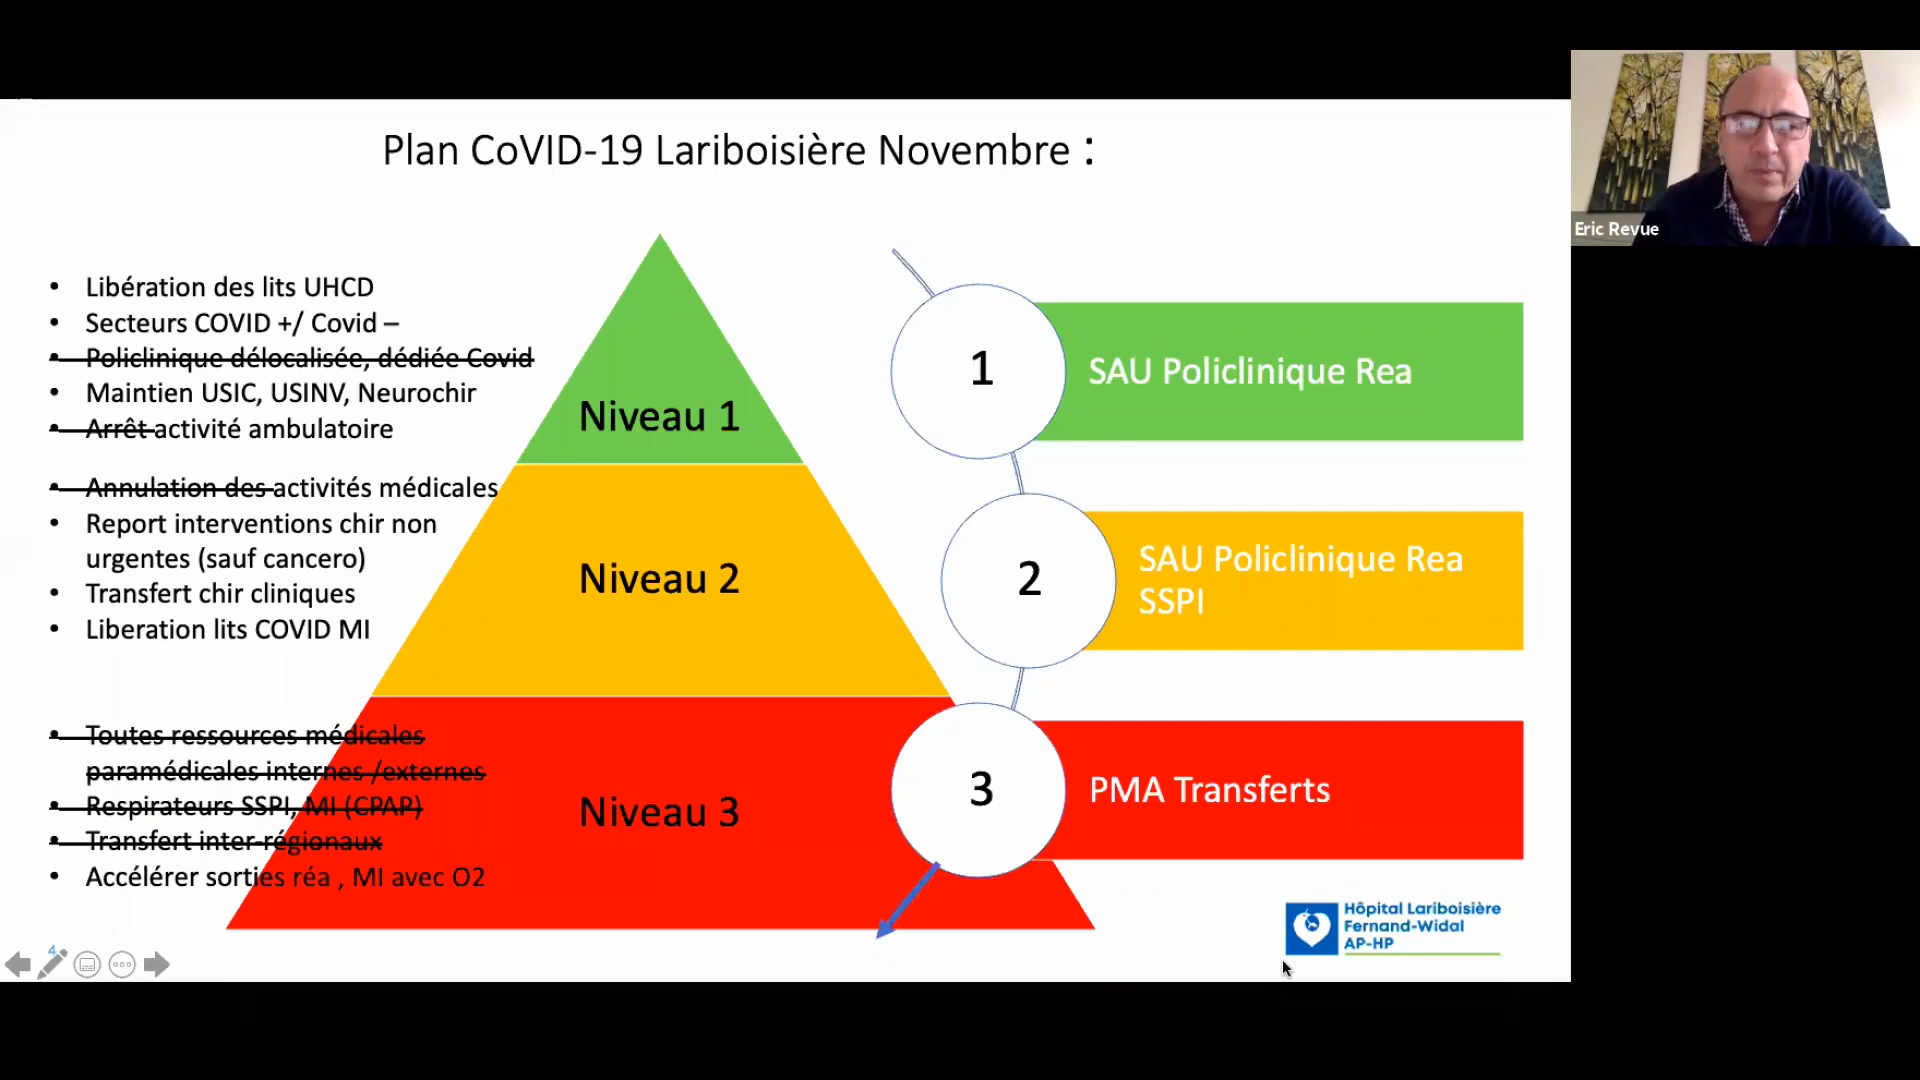 Plan CoVID-19 Lariboisière Novembre :
Eric Revue
• Libération des lits UHCD
• Secteurs COVID +/ Covid –
• Policlinique délocalisée, dédiée Covid
• Maintien USIC, USINV, Neurochir
• Arrêt activité ambulatoire
• Annulation des activités médicales
• Report interventions chir non
urgentes (sauf cancero)
• Transfert chir cliniques
• Liberation lits COVID MI
• Toutes ressources médicales
paramédicales internes /externes
• Respirateurs SSPI, MI (CPAP)
• Transfert inter-régionaux
• Accélérer sorties réa , MI avec O2
Niveau 1
Niveau 2
Niveau 3
1
SAU Policlinique Rea
2
SAU Policlinique Rea
SSPI
3
PMA Transferts
Hôpital Lariboisière
Fernand-Widal
AP-HP
4